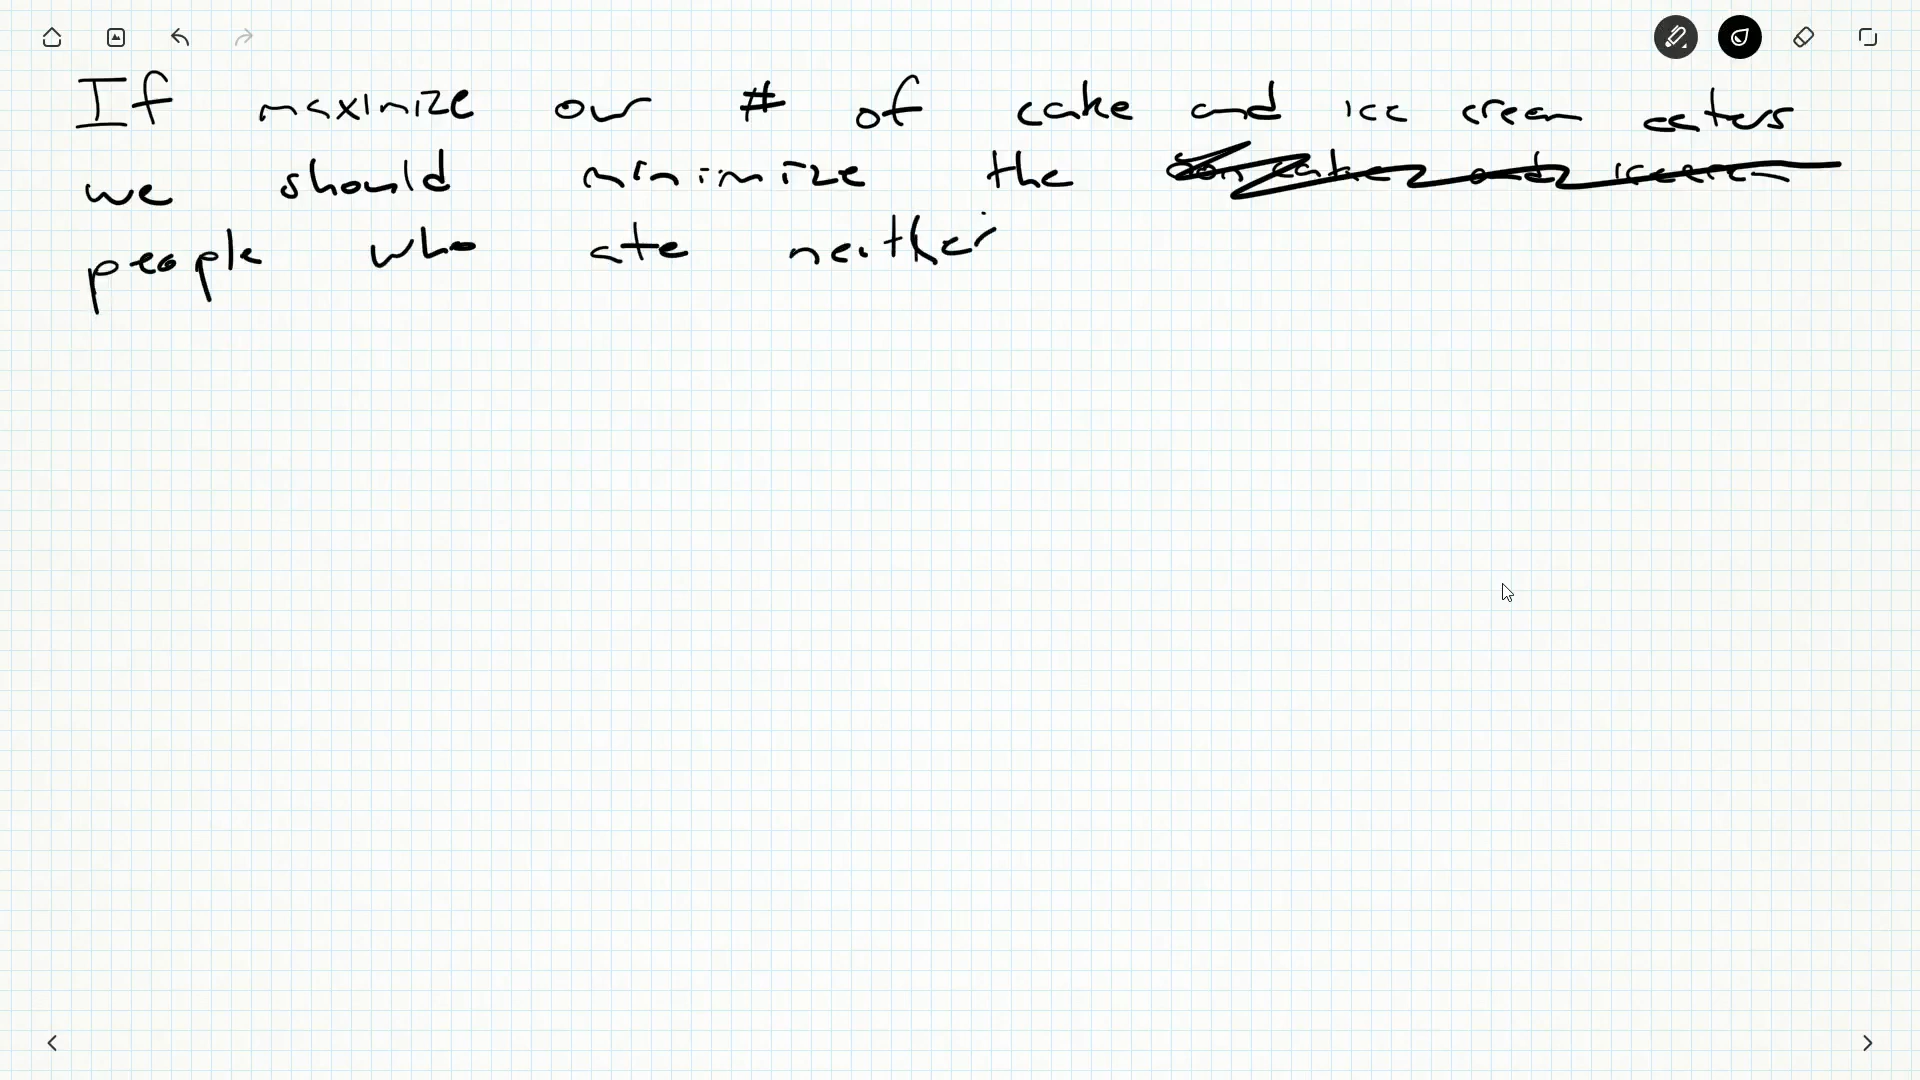 If maximize our # of cake and ice cream eaters
we should minimize the
people who ate neither